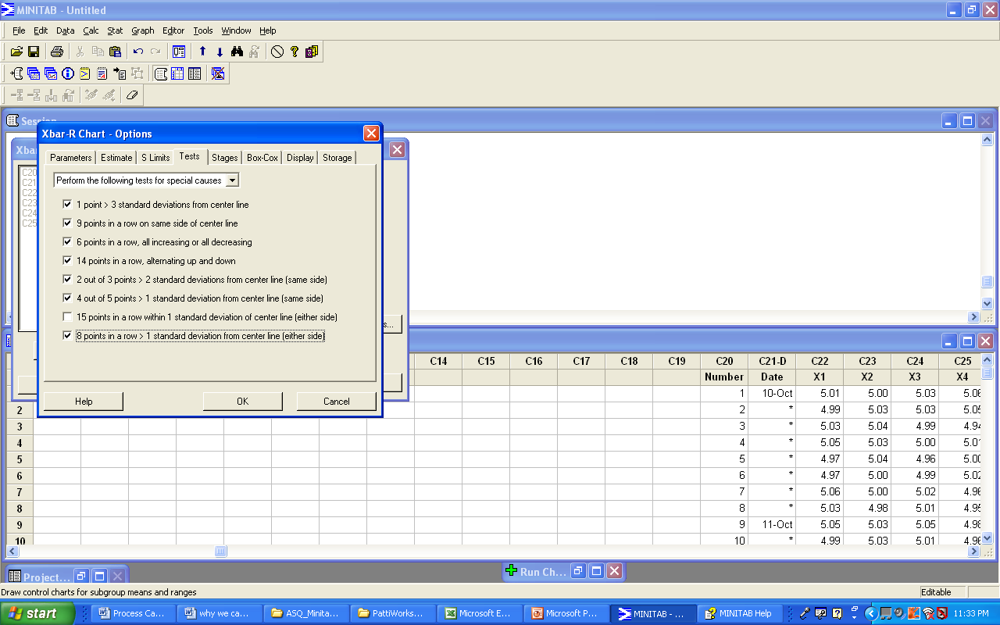 MINITAB - Untitled
File Edit Data Calc Stat Graph Editor Tools Window Help
Xbar-R Chart - Options
Parameters Estimate S Limits Tests Stages Box-Cox Display Storage
Perform the following tests for special causes
1 point > 3 standard deviations from center line
9 points in a row on same side of center line
6 points in a row, all increasing or all decreasing
14 points in a row, alternating up and down
2 out of 3 points > 2 standard deviations from center line (same side)
4 out of 5 points > 1 standard deviation from center line (same side)
15 points in a row within 1 standard deviation of center line (either side)
8 points in a row > 1 standard deviation from center line (either side)
Help OK Cancel
C20
C21
C22
C23
C24
C25
C14 C15 C16 C17 C18 C19 C20 C21-D C22 C23 C24 C25
Number Date X1 X2 X3 X4
1 10-Oct 5.01 5.00 5.03 5.06
2 2 * 4.99 5.03 5.03 5.05
3 3 * 5.03 5.04 4.99 4.94
4 4 * 5.05 5.03 5.00 5.01
5 5 * 4.97 5.04 4.96 5.00
6 6 * 4.97 5.00 4.99 5.02
7 7 * 5.06 5.00 5.02 4.96
8 8 * 5.03 4.98 5.01 4.95
9 9 11-Oct 5.05 5.03 5.05 4.98
10 10 * 4.99 5.03 5.01 4.96
Project... Run Ch...
Draw control charts for subgroup means and ranges Editable
start Process Ca... why we ca... ASQ_Minita... PattiWorks... Microsoft E... Microsoft P... MINITAB - ... MINITAB Help 11:33 PM